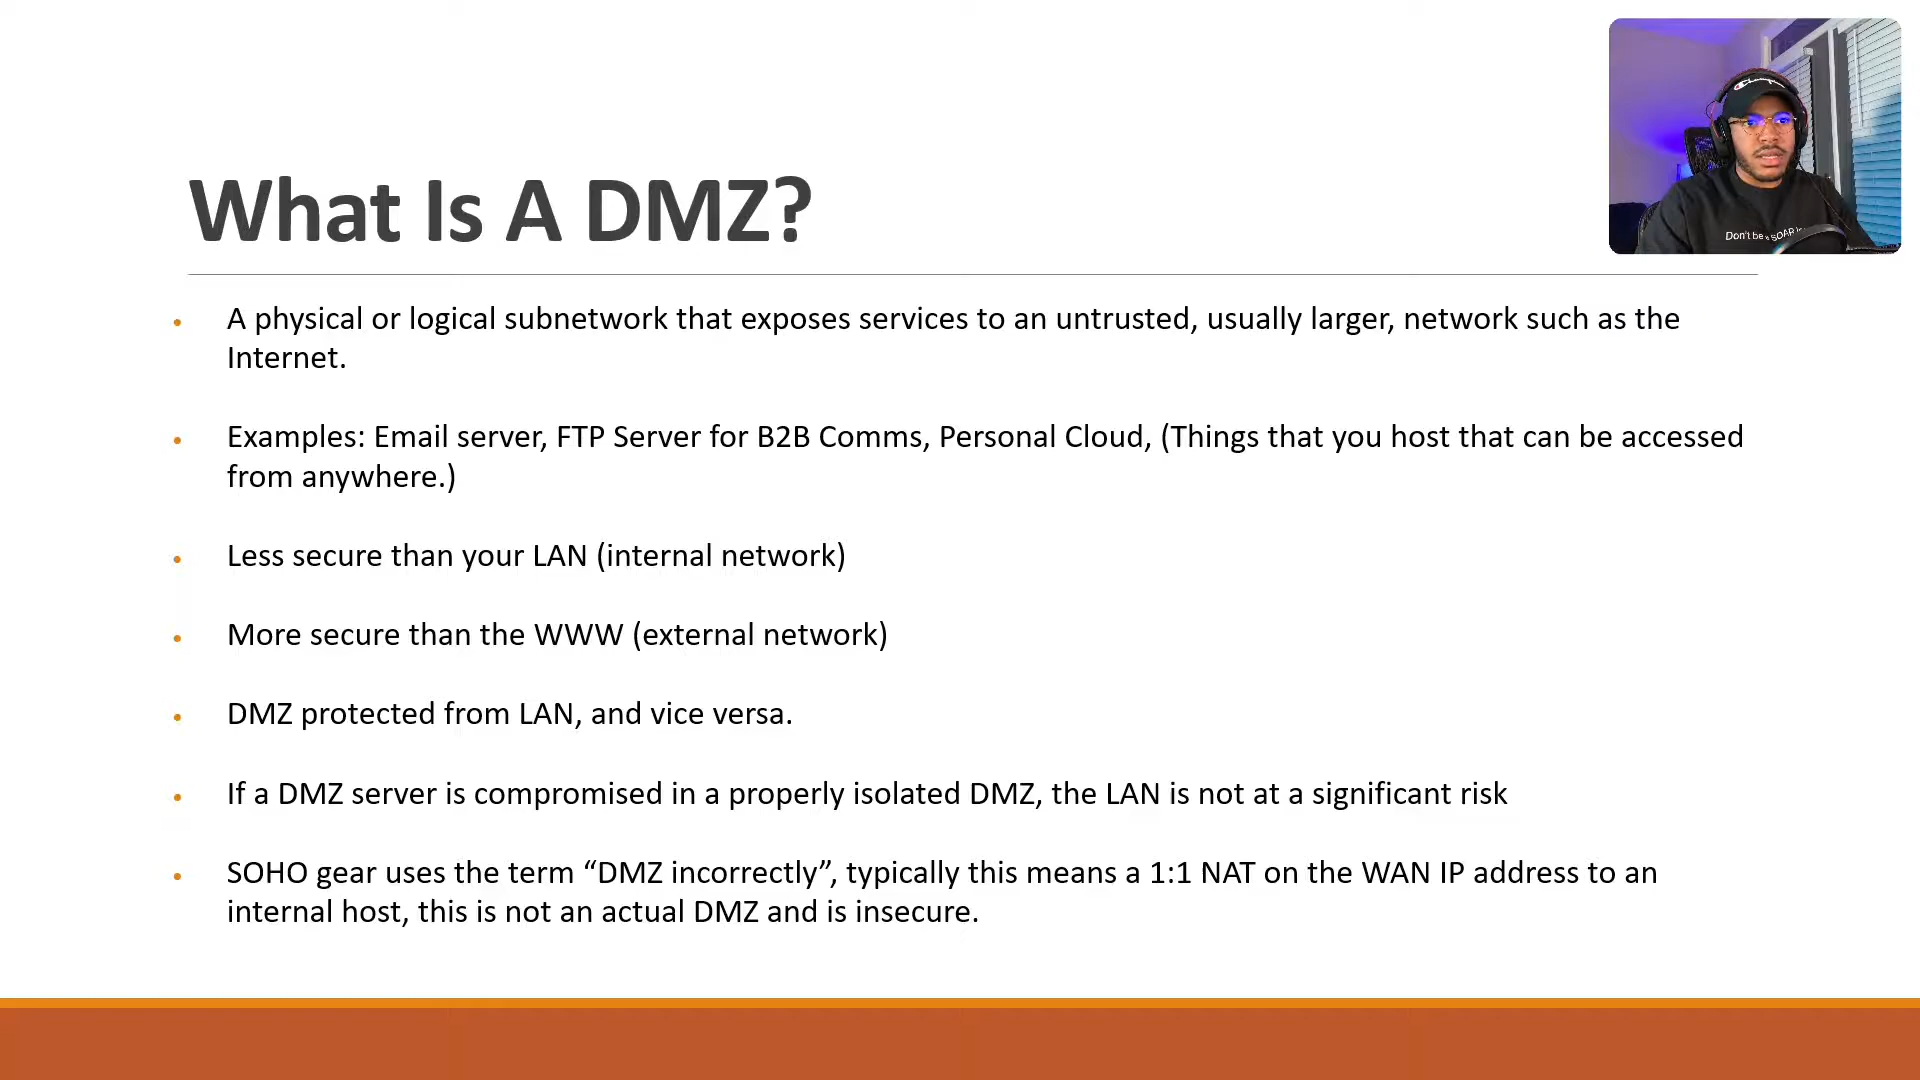 What Is A DMZ?
A physical or logical subnetwork that exposes services to an untrusted, usually larger, network such as the
Internet.
Examples: Email server, FTP Server for B2B Comms, Personal Cloud, (Things that you host that can be accessed
from anywhere.)
Less secure than your LAN (internal network)
More secure than the WWW (external network)
DMZ protected from LAN, and vice versa.
If a DMZ server is compromised in a properly isolated DMZ, the LAN is not at a significant risk
SOHO gear uses the term “DMZ incorrectly”, typically this means a 1:1 NAT on the WAN IP address to an
internal host, this is not an actual DMZ and is insecure.
Champion
Don't be a SOAR